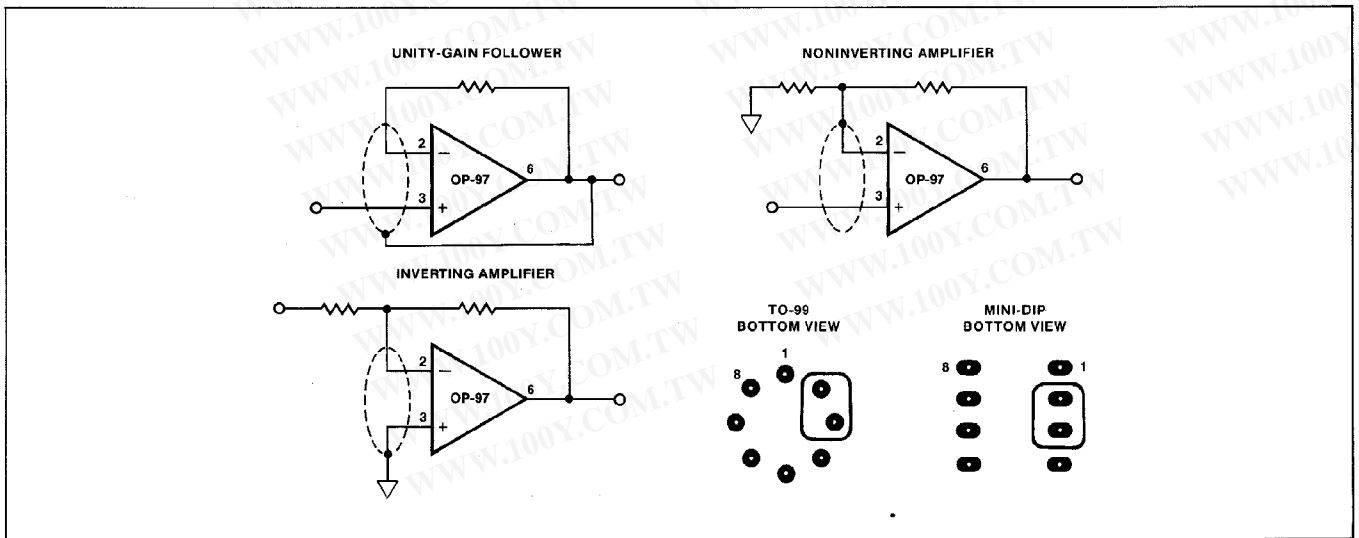 UNITY-GAIN FOLLOWER
2
−
OP-97
6
3
+
NONINVERTING AMPLIFIER
2
−
OP-97
6
3
+
INVERTING AMPLIFIER
2
−
OP-97
6
3
+
TO-99
BOTTOM VIEW
1
8
MINI-DIP
BOTTOM VIEW
8
1
WWW.100Y.COM.TW